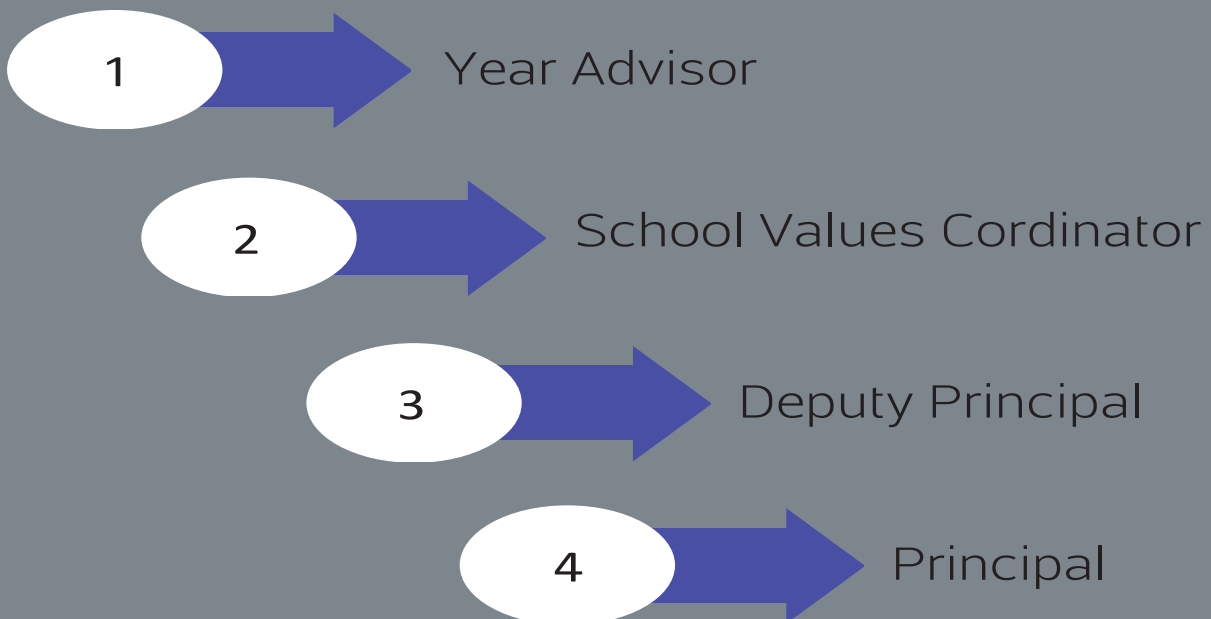 1 Year Advisor
2 School Values Cordinator
3 Deputy Principal
4 Principal